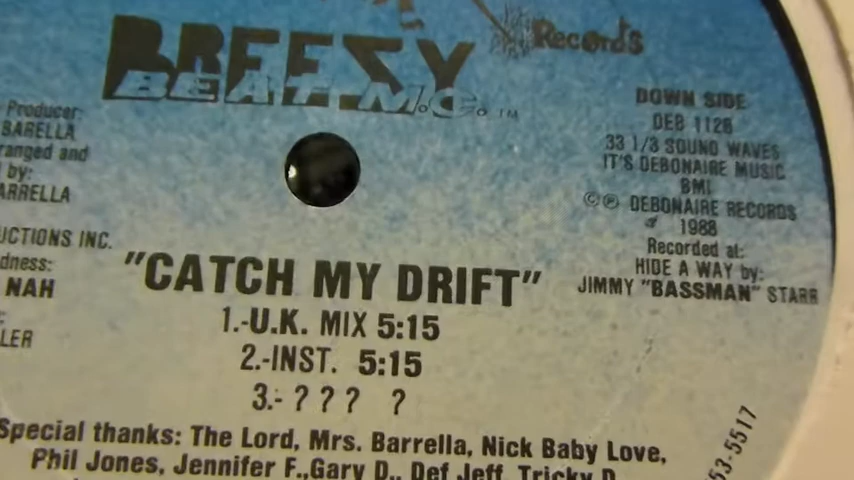 Records
BREEZY
BEAT M.C. ™
DOWN SIDE
DEB 1128
33 1/3 SOUND WAVES
IT'S DEBONAIRE MUSIC
BMI
©℗ DEBONAIRE RECORDS
1988
Recorded at:
HIDE A WAY by:
JIMMY "BASSMAN" STARR
Producer:
SARELLA
ranged and
by:
ARRELLA
UCTIONS INC.
dness:
NAH
LER
"CATCH MY DRIFT"
1.-U.K. MIX 5:15
2.-INST. 5:15
3.- ? ? ? ?
Special thanks: The Lord, Mrs. Barrella, Nick Baby Love,
Phil Jones, Jennifer F.,Gary D., Def Jeff, Tricky D
53-5517